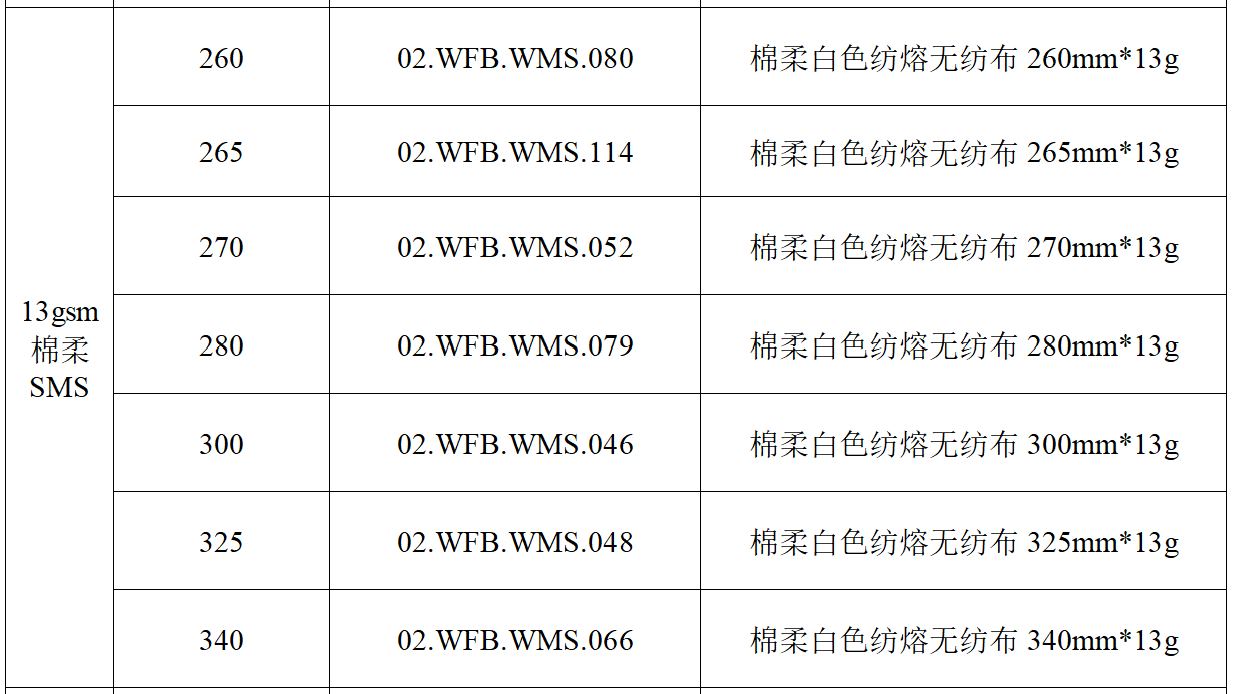 13gsm
棉柔
SMS
260 02.WFB.WMS.080 棉柔白色纺熔无纺布 260mm*13g
265 02.WFB.WMS.114 棉柔白色纺熔无纺布 265mm*13g
270 02.WFB.WMS.052 棉柔白色纺熔无纺布 270mm*13g
280 02.WFB.WMS.079 棉柔白色纺熔无纺布 280mm*13g
300 02.WFB.WMS.046 棉柔白色纺熔无纺布 300mm*13g
325 02.WFB.WMS.048 棉柔白色纺熔无纺布 325mm*13g
340 02.WFB.WMS.066 棉柔白色纺熔无纺布 340mm*13g